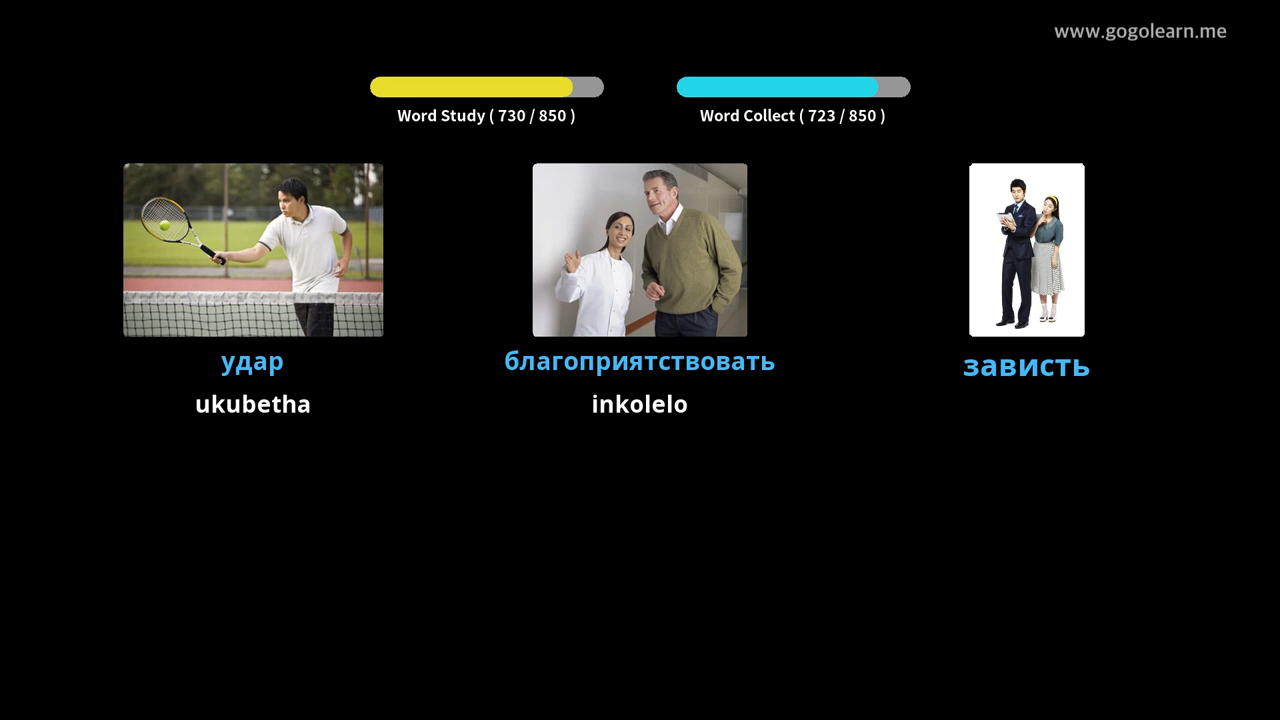 www.gogolearn.me
Word Study ( 730 / 850 )
Word Collect ( 723 / 850 )
удар
благоприятствовать
зависть
ukubetha
inkolelo